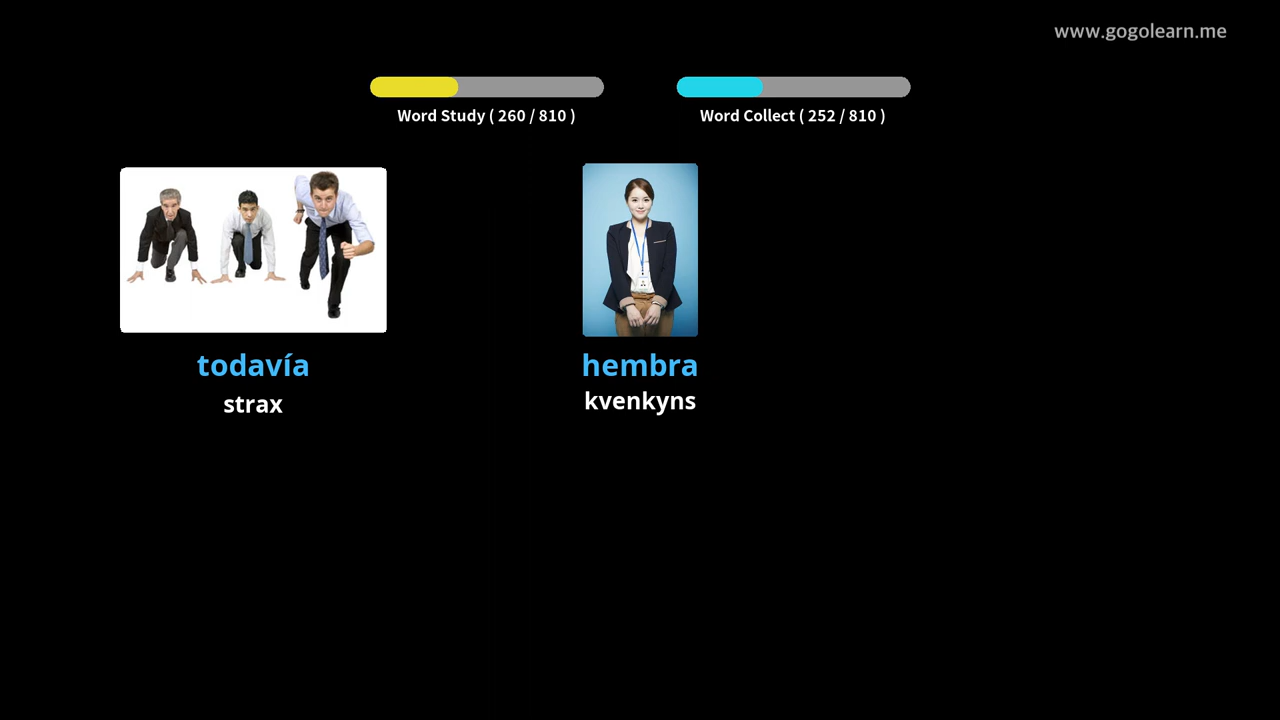 www.gogolearn.me
Word Study ( 260 / 810 )
Word Collect ( 252 / 810 )
todavía
strax
hembra
kvenkyns